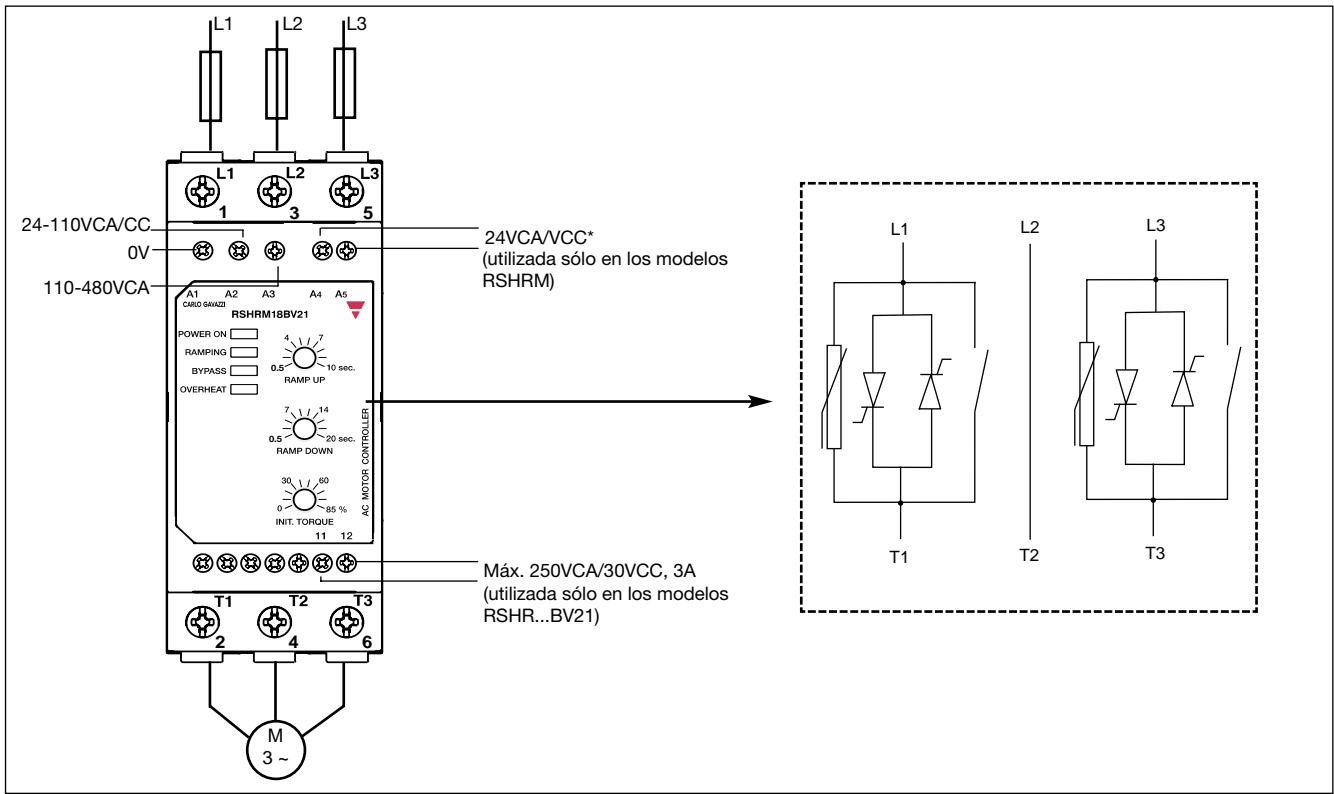 L1 L2 L3
L1 L2 L3
1 3 5
24-110VCA/CC
0V
110-480VCA
24VCA/VCC*
(utilizada sólo en los modelos
RSHRM)
A1 A2 A3 A4 A5
CARLO GAVAZZI
RSHRM18BV21
POWER ON
RAMPING
BYPASS
OVERHEAT
4 7
0.5 10 sec.
RAMP UP
7 14
0.5 20 sec.
RAMP DOWN
30 60
0 85 %
INIT. TORQUE
AC MOTOR CONTROLLER
11 12
Máx. 250VCA/30VCC, 3A
(utilizada sólo en los modelos
RSHR...BV21)
T1 T2 T3
2 4 6
M
3 ~
L1 L2 L3
T1 T2 T3